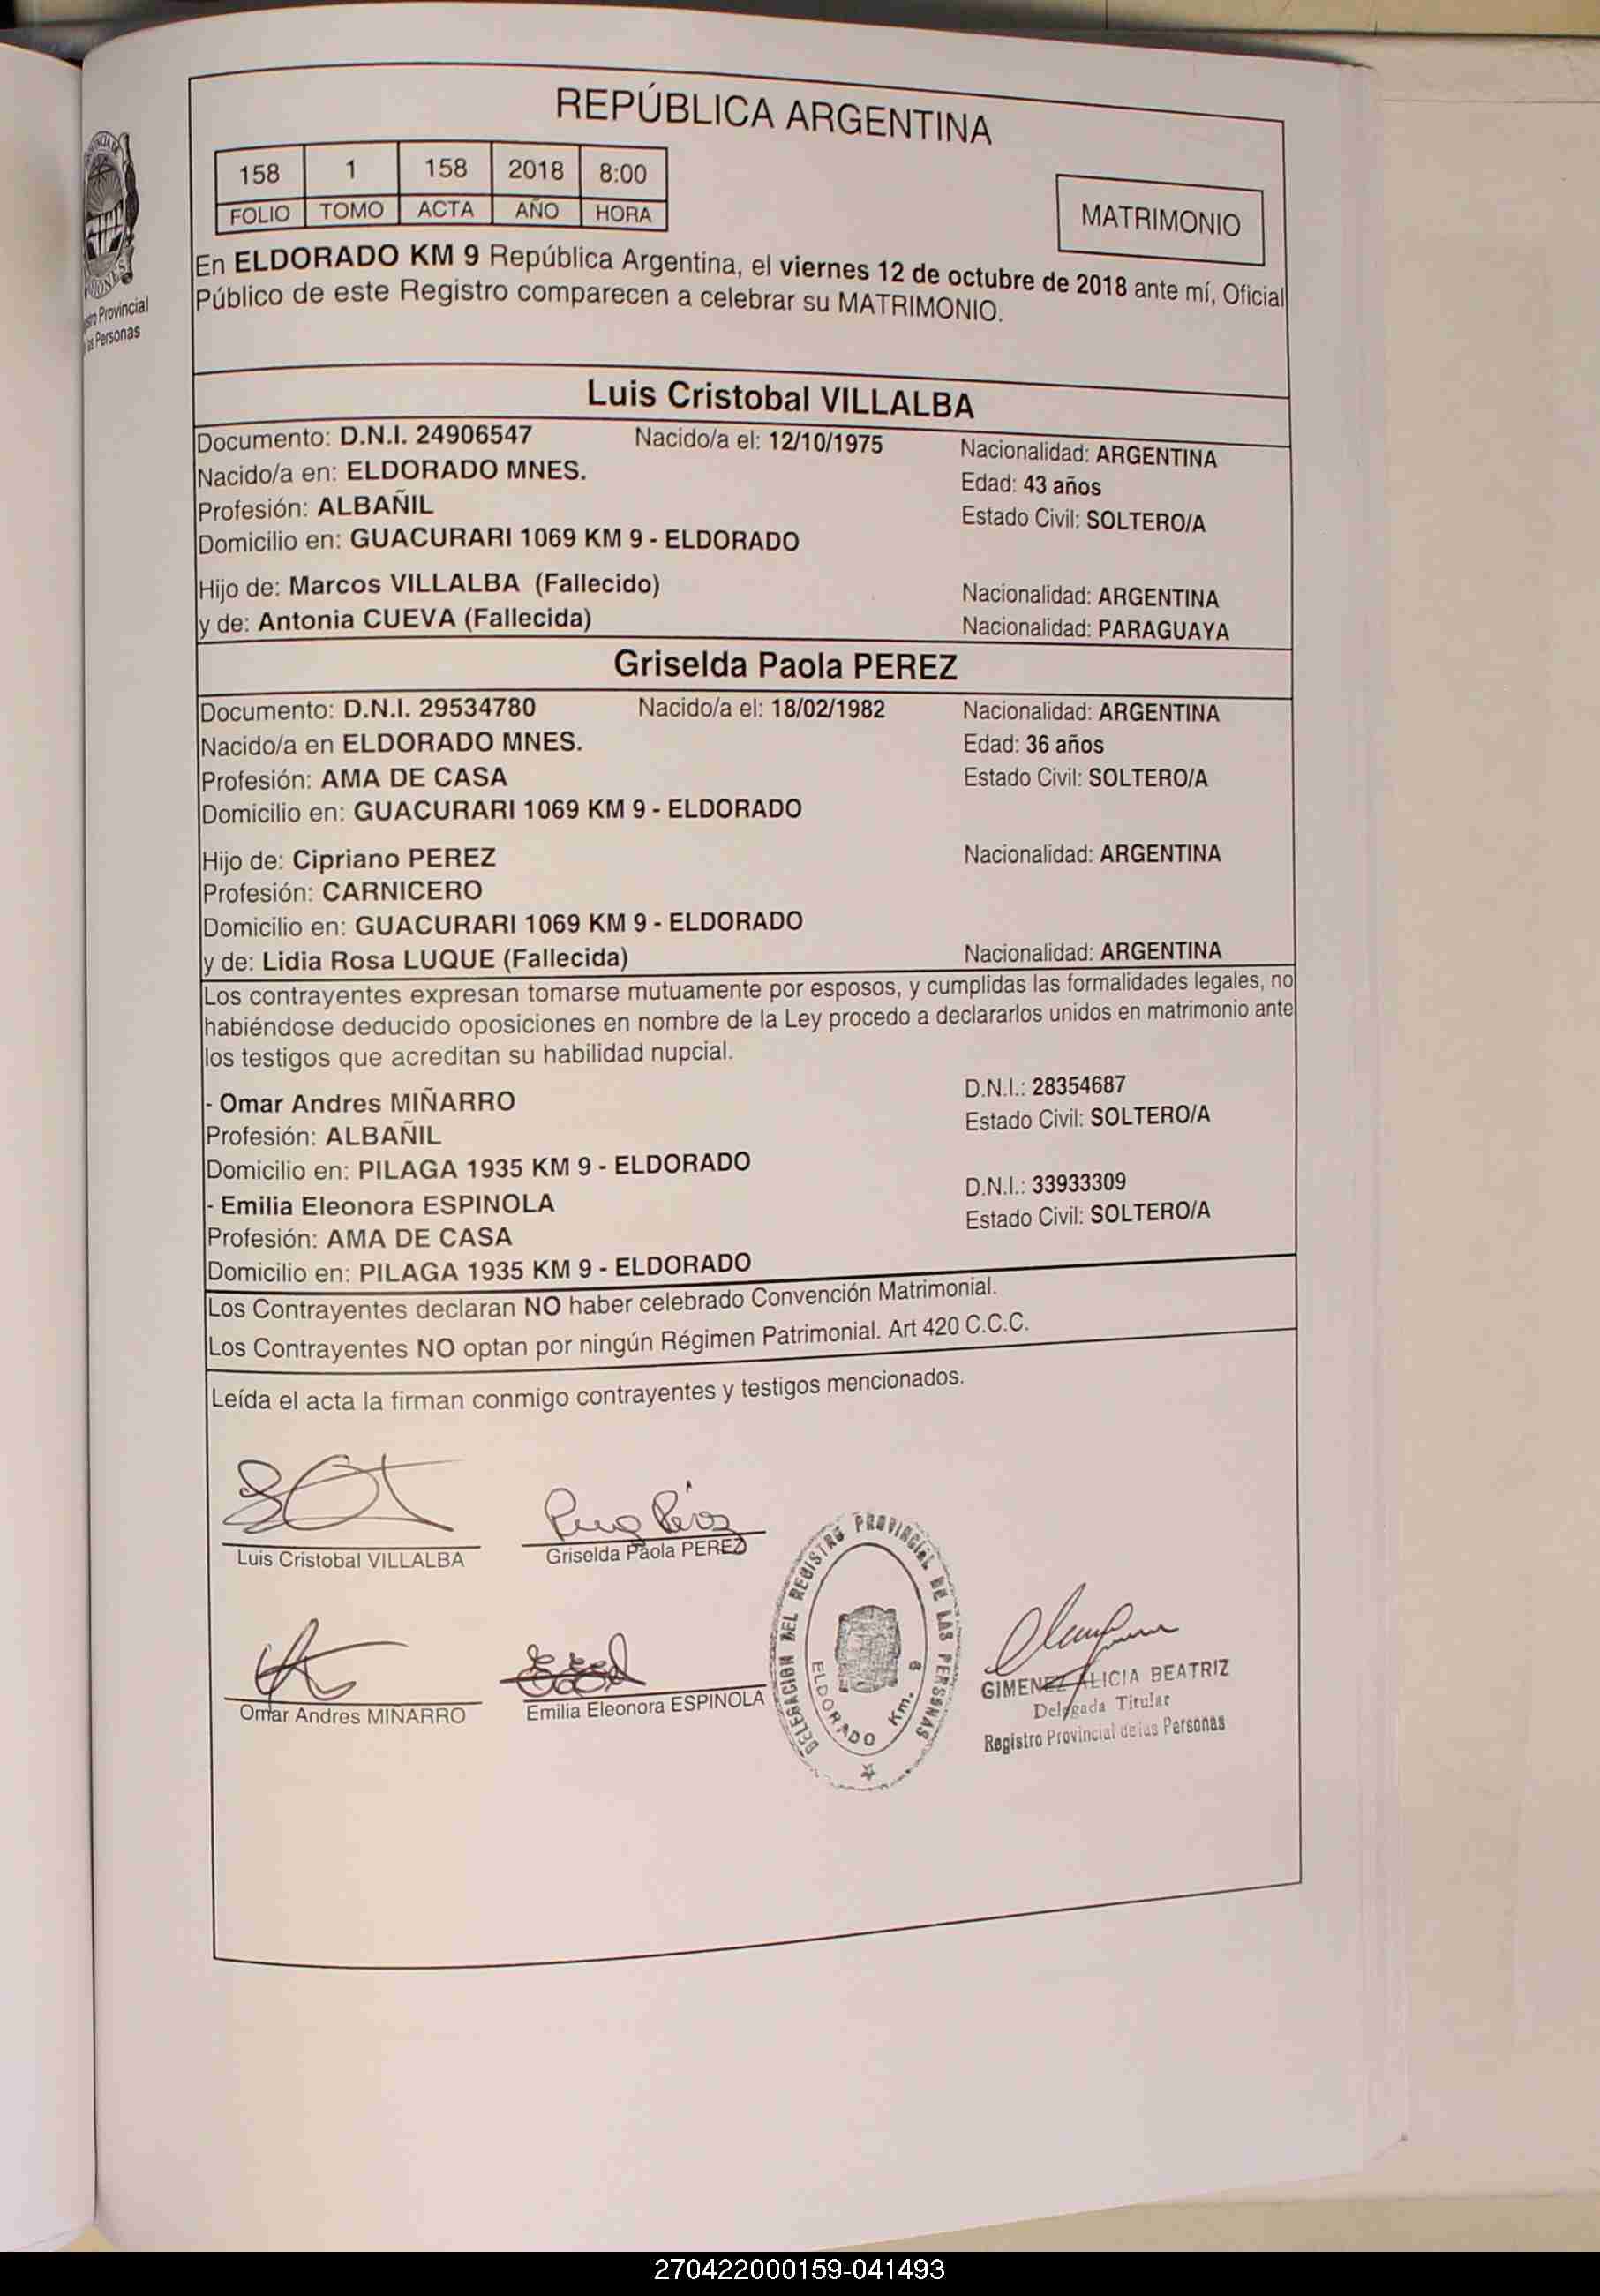 REPÚBLICA ARGENTINA
158 1 158 2018 8:00
FOLIO TOMO ACTA AÑO HORA
MATRIMONIO
Provincial
Personas
En ELDORADO KM 9 República Argentina, el viernes 12 de octubre de 2018 ante mí, Oficial
Público de este Registro comparecen a celebrar su MATRIMONIO.
Luis Cristobal VILLALBA
Documento: D.N.I. 24906547 Nacido/a el: 12/10/1975 Nacionalidad: ARGENTINA
Nacido/a en: ELDORADO MNES. Edad: 43 años
Profesión: ALBAÑIL Estado Civil: SOLTERO/A
Domicilio en: GUACURARI 1069 KM 9 - ELDORADO
Hijo de: Marcos VILLALBA (Fallecido) Nacionalidad: ARGENTINA
y de: Antonia CUEVA (Fallecida) Nacionalidad: PARAGUAYA
Griselda Paola PEREZ
Documento: D.N.I. 29534780 Nacido/a el: 18/02/1982 Nacionalidad: ARGENTINA
Nacido/a en ELDORADO MNES. Edad: 36 años
Profesión: AMA DE CASA Estado Civil: SOLTERO/A
Domicilio en: GUACURARI 1069 KM 9 - ELDORADO
Hijo de: Cipriano PEREZ Nacionalidad: ARGENTINA
Profesión: CARNICERO
Domicilio en: GUACURARI 1069 KM 9 - ELDORADO
y de: Lidia Rosa LUQUE (Fallecida) Nacionalidad: ARGENTINA
Los contrayentes expresan tomarse mutuamente por esposos, y cumplidas las formalidades legales, no
habiéndose deducido oposiciones en nombre de la Ley procedo a declararlos unidos en matrimonio ante
los testigos que acreditan su habilidad nupcial.
- Omar Andres MIÑARRO D.N.I.: 28354687
Profesión: ALBAÑIL Estado Civil: SOLTERO/A
Domicilio en: PILAGA 1935 KM 9 - ELDORADO
- Emilia Eleonora ESPINOLA D.N.I.: 33933309
Profesión: AMA DE CASA Estado Civil: SOLTERO/A
Domicilio en: PILAGA 1935 KM 9 - ELDORADO
Los Contrayentes declaran NO haber celebrado Convención Matrimonial.
Los Contrayentes NO optan por ningún Régimen Patrimonial. Art 420 C.C.C.
Leída el acta la firman conmigo contrayentes y testigos mencionados.
Luis Cristobal VILLALBA Griselda Paola PEREZ
Omar Andres MIÑARRO Emilia Eleonora ESPINOLA
DELEGACION DEL REGISTRO PROVINCIAL DE LAS PERSONAS
ELDORADO Km.
GIMENEZ ALICIA BEATRIZ
Delegada Titular
Registro Provincial de las Personas
270422000159-041493